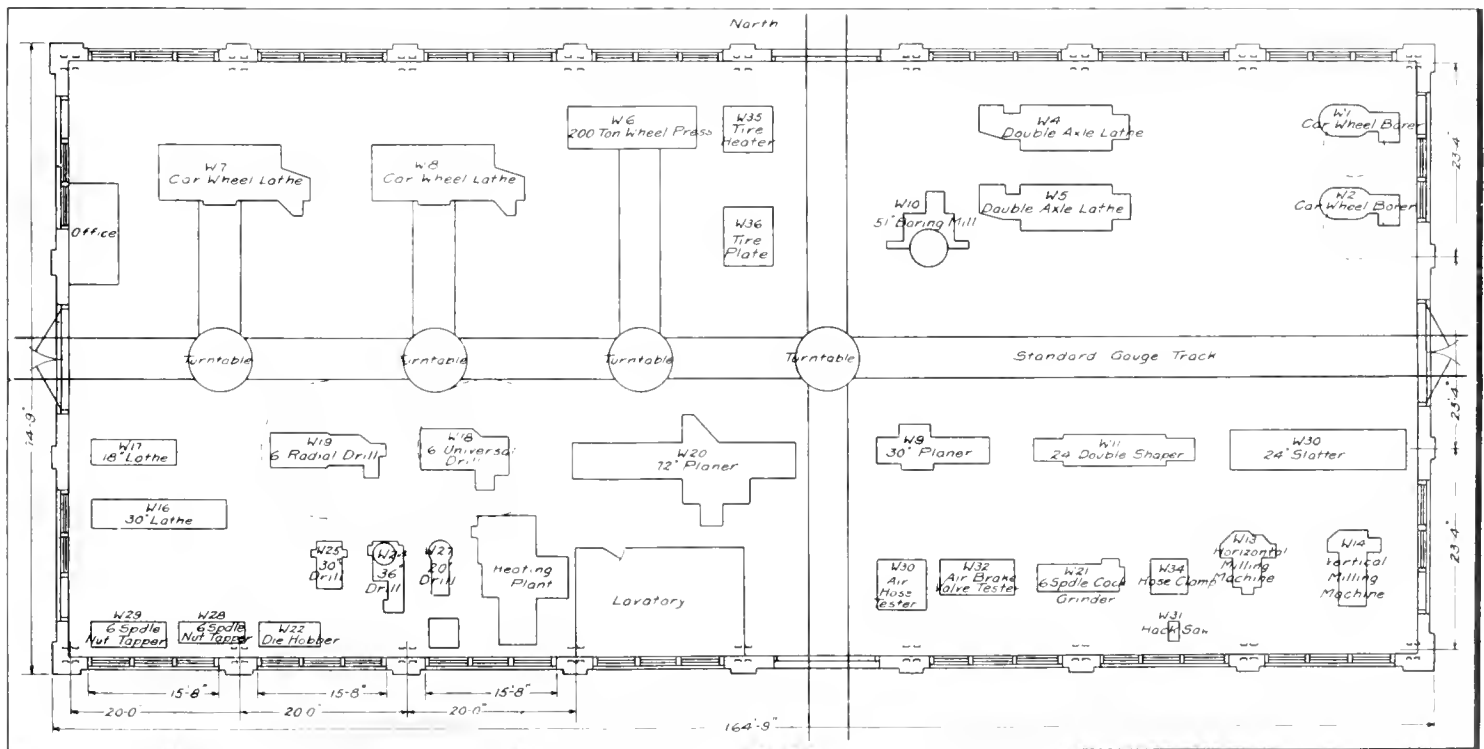 North
W6
200 Ton Wheel Press
W35
Tire
Heater
W4
Double Axle Lathe
W1
Car Wheel Borer
W7
Car Wheel Lathe
W8
Car Wheel Lathe
23'-4"
W5
Double Axle Lathe
W2
Car Wheel Borer
W10
51" Boring Mill
W36
Tire
Plate
Office
Turntable
Turntable
Turntable
Turntable
Standard Gauge Track
23'-4"
14'-9"
W17
18" Lathe
W19
6 Radial Drill
W18
6 Universal
Drill
W20
72" Planer
W9
30" Planer
W11
24 Double Shaper
W30
24" Slotter
W16
30" Lathe
23'-4"
W25
30"
Drill
36"
Drill
W27
20
Drill
Heating
Plant
Lavatory
W30
Air
Hose
Tester
W32
Air Brake
Valve Tester
W21
6 Spdle Cock
Grinder
W34
Hose Clamp
W13
Horizontal
Milling
Machine
W14
Vertical
Milling
Machine
W31
Hack Saw
W29
6 Spdle
Nut Tapper
W28
6 Spdle
Nut Tapper
W22
Die Hobber
15'-8"
15'-8"
15'-8"
20'-0"
20'-0"
20'-0"
164'-9"